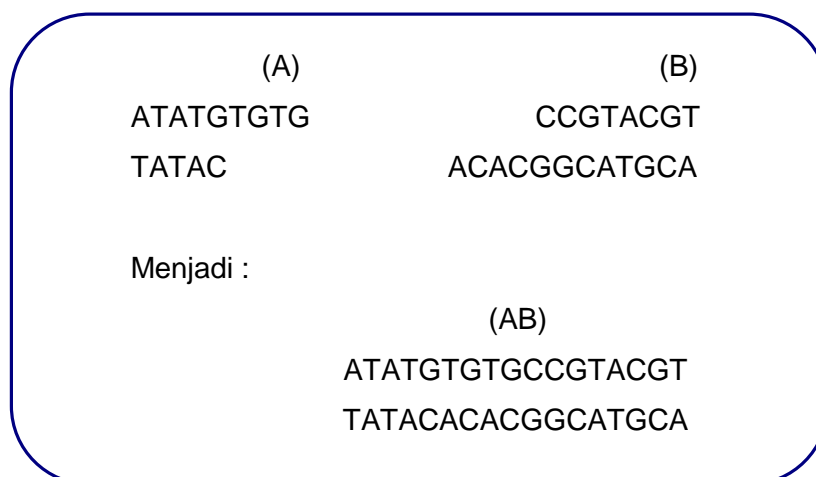 (A) (B)
ATATGTGTG CCGTACGT
TATAC ACACGGCATGCA
Menjadi :
(AB)
ATATGTGTGCCGTACGT
TATACACACGGCATGCA